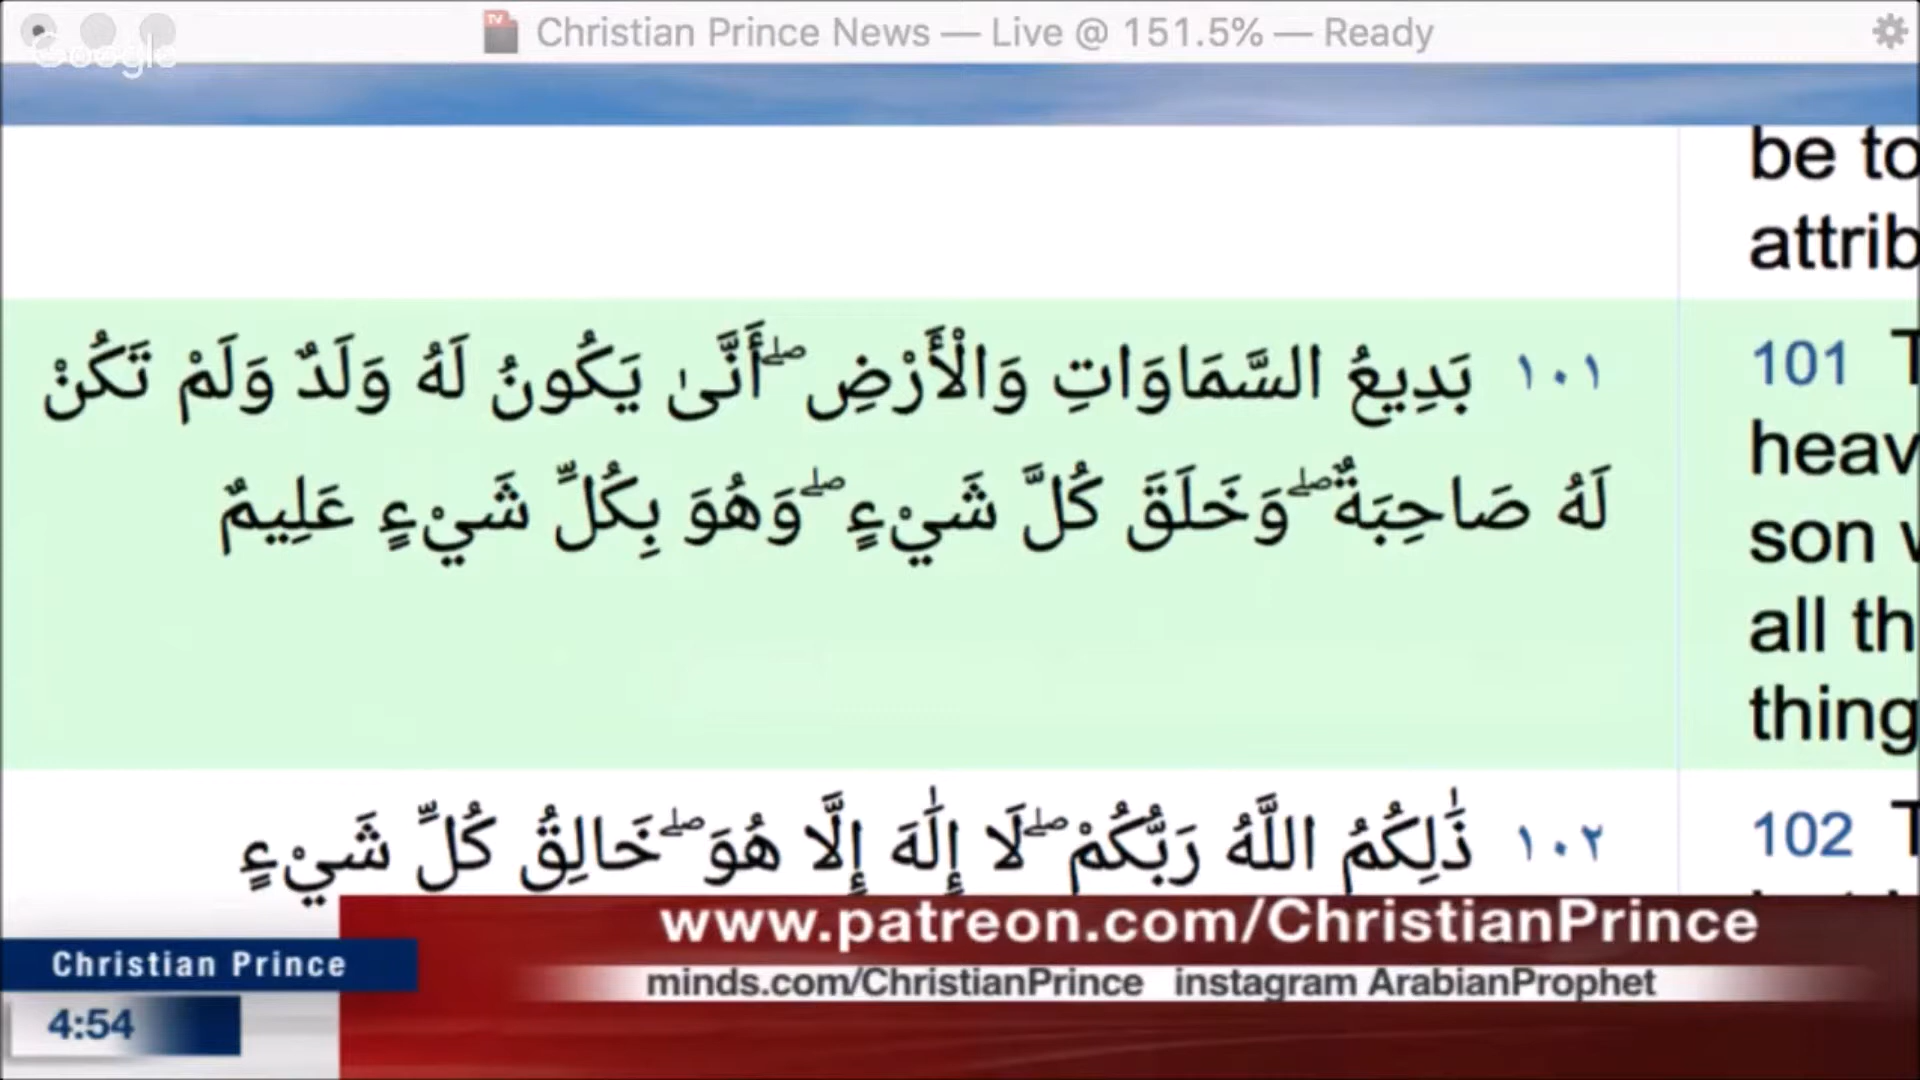 Christian Prince News — Live @ 151.5% — Ready
Google
be to
attrib
١٠١ بَدِيعُ السَّمَاوَاتِ وَالْأَرْضِ ۖ أَنَّىٰ يَكُونُ لَهُ وَلَدٌ وَلَمْ تَكُنْ
لَهُ صَاحِبَةٌ ۖ وَخَلَقَ كُلَّ شَيْءٍ ۖ وَهُوَ بِكُلِّ شَيْءٍ عَلِيمٌ
101 T
heav
son w
all th
thing
١٠٢ ذَٰلِكُمُ اللَّهُ رَبُّكُمْ ۖ لَا إِلَٰهَ إِلَّا هُوَ ۖ خَالِقُ كُلِّ شَيْءٍ
102 T
www.patreon.com/ChristianPrince
minds.com/ChristianPrince instagram ArabianProphet
Christian Prince
4:54